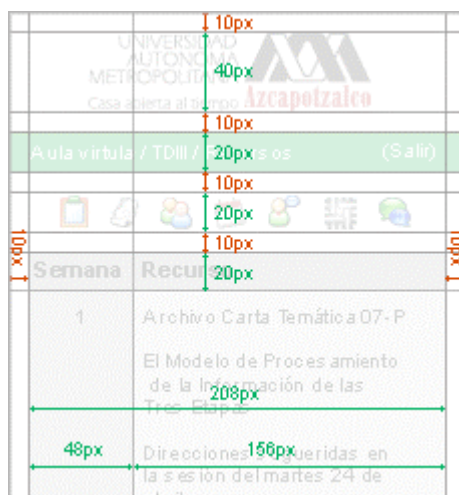 10px
UNIVERSIDAD
AUTONOMA
METROPOLITANA
40px
Casa abierta al tiempo Azcapotzalco
10px
Aula virtula / TDIII / 20px (Salir)
10px
20px
10px
10px
10px
Semana Recurso
20px
1 Archivo Carta Temática 07-P
El Modelo de Procesamiento
de la Información de las
Tres Etapas
208px
48px 156px
Direcciones sugeridas en
la sesión del martes 24 de